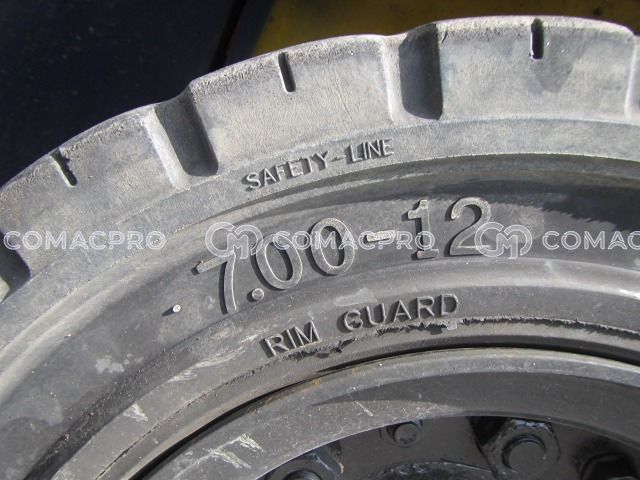 SAFETY-LINE
COMACPRO COMACPRO COMACPRO
7.00-12
RIM GUARD